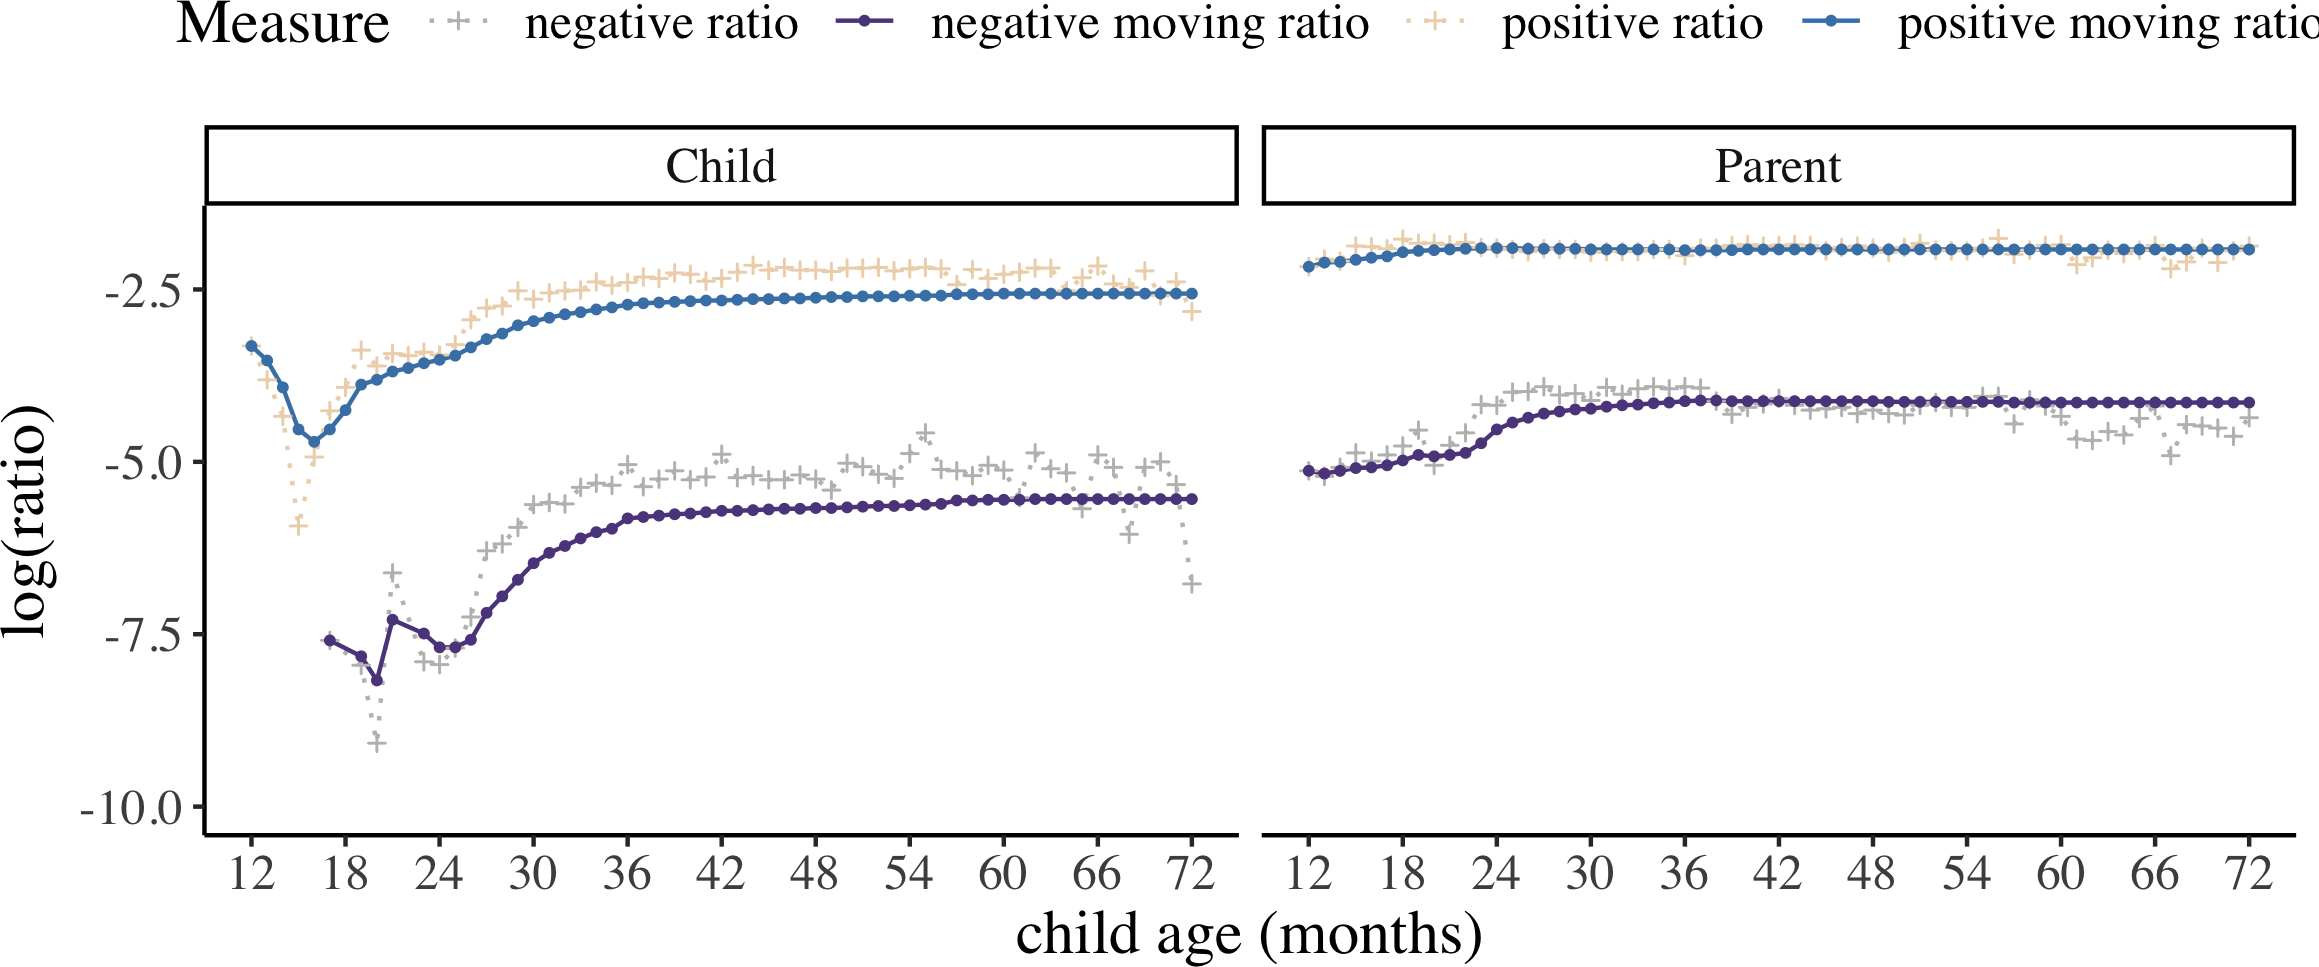 Measure negative ratio negative moving ratio positive ratio positive moving ratio
Child Parent
log(ratio)
-2.5
-5.0
-7.5
-10.0
12 18 24 30 36 42 48 54 60 66 72 12 18 24 30 36 42 48 54 60 66 72
child age (months)